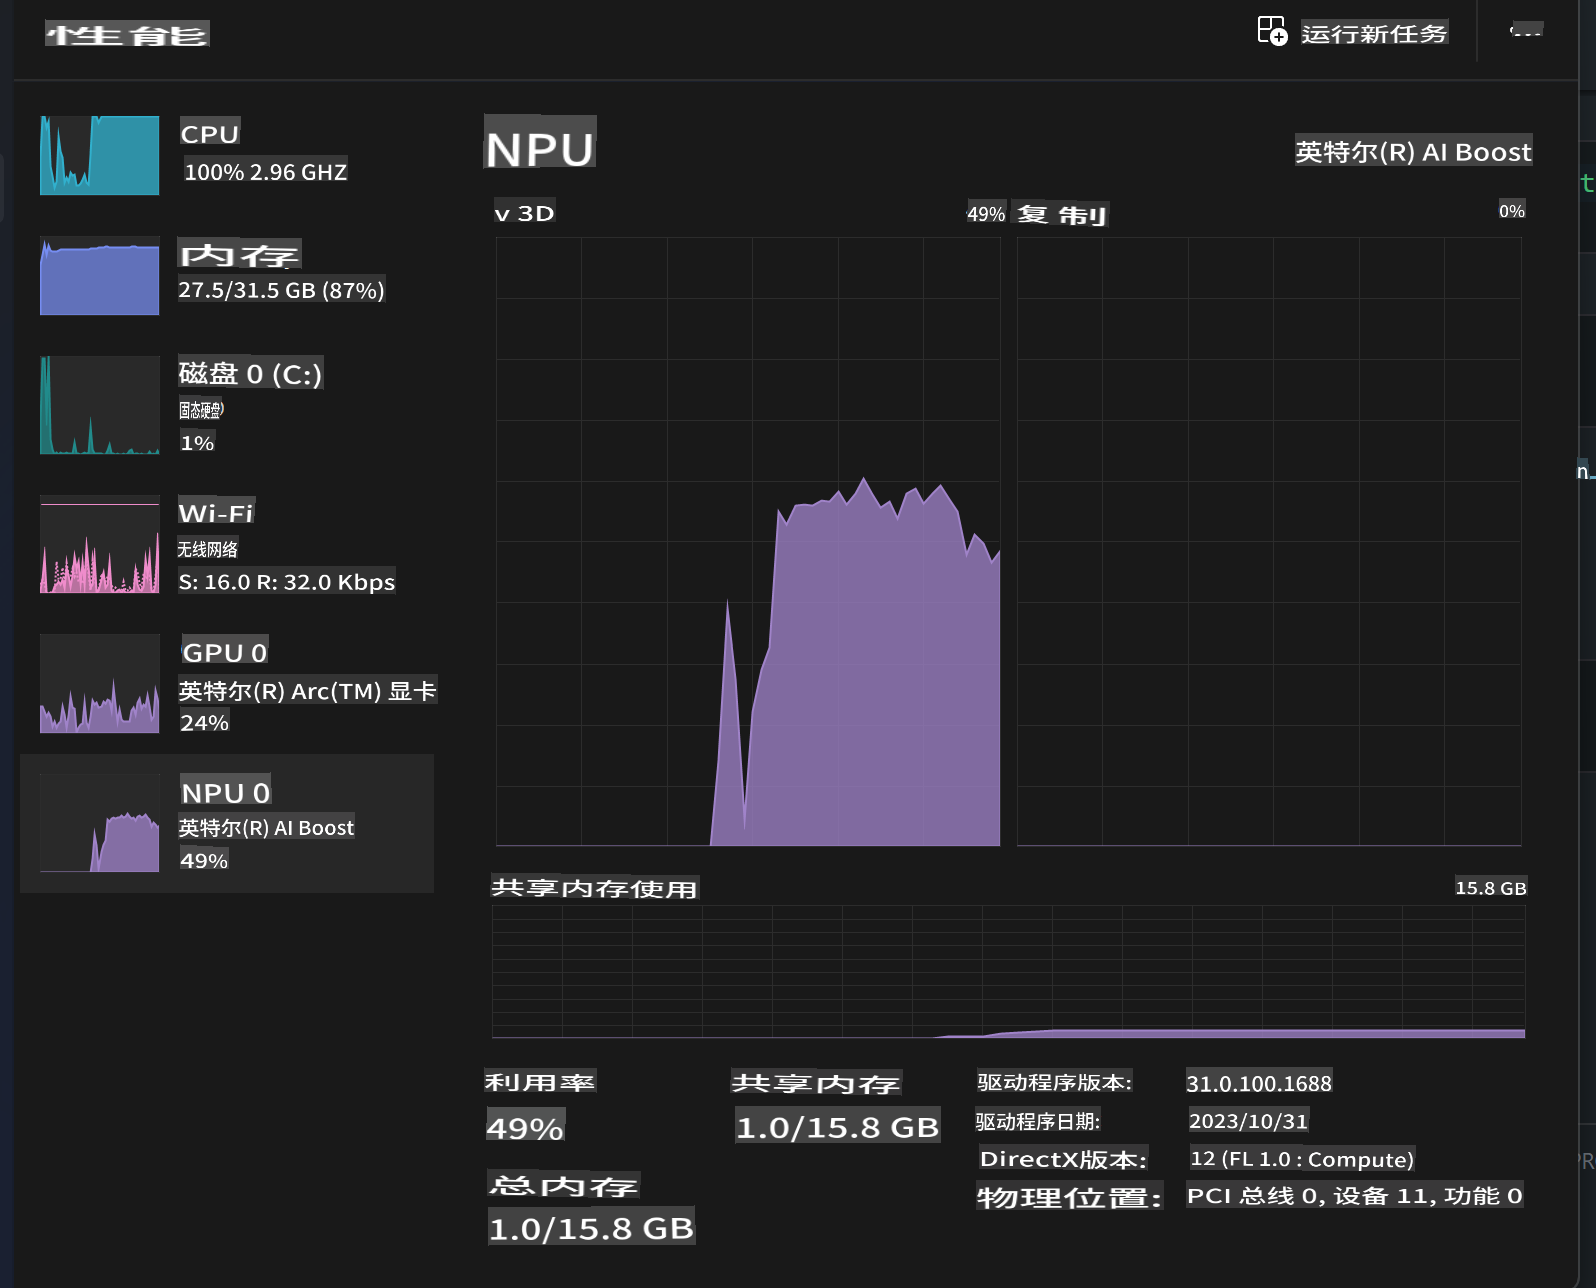 性能
运行新任务
CPU
100% 2.96 GHZ
内存
27.5/31.5 GB (87%)
磁盘 0 (C:)
固态硬盘)
1%
Wi-Fi
无线网络
S: 16.0 R: 32.0 Kbps
GPU 0
英特尔(R) Arc(TM) 显卡
24%
NPU 0
英特尔(R) AI Boost
49%
NPU
英特尔(R) AI Boost
v 3D
49%
复制
0%
共享内存使用
15.8 GB
利用率
49%
共享内存
1.0/15.8 GB
总内存
1.0/15.8 GB
驱动程序版本:
31.0.100.1688
驱动程序日期:
2023/10/31
DirectX版本:
12 (FL 1.0 : Compute)
物理位置:
PCI 总线 0, 设备 11, 功能 0